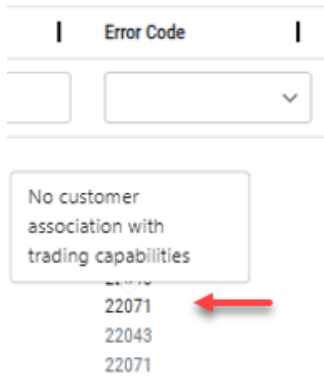 Error Code
No customer
association with
trading capabilities
22071
22043
22071